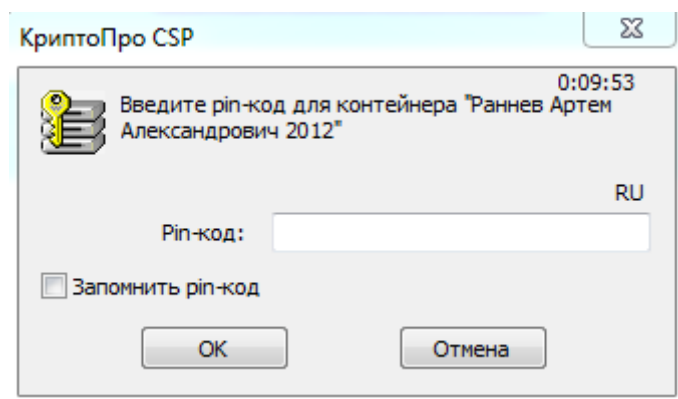 КриптоПро CSP
0:09:53
Введите pin-код для контейнера "Раннев Артем
Александрович 2012"
RU
Pin-код:
Запомнить pin-код
OK
Отмена